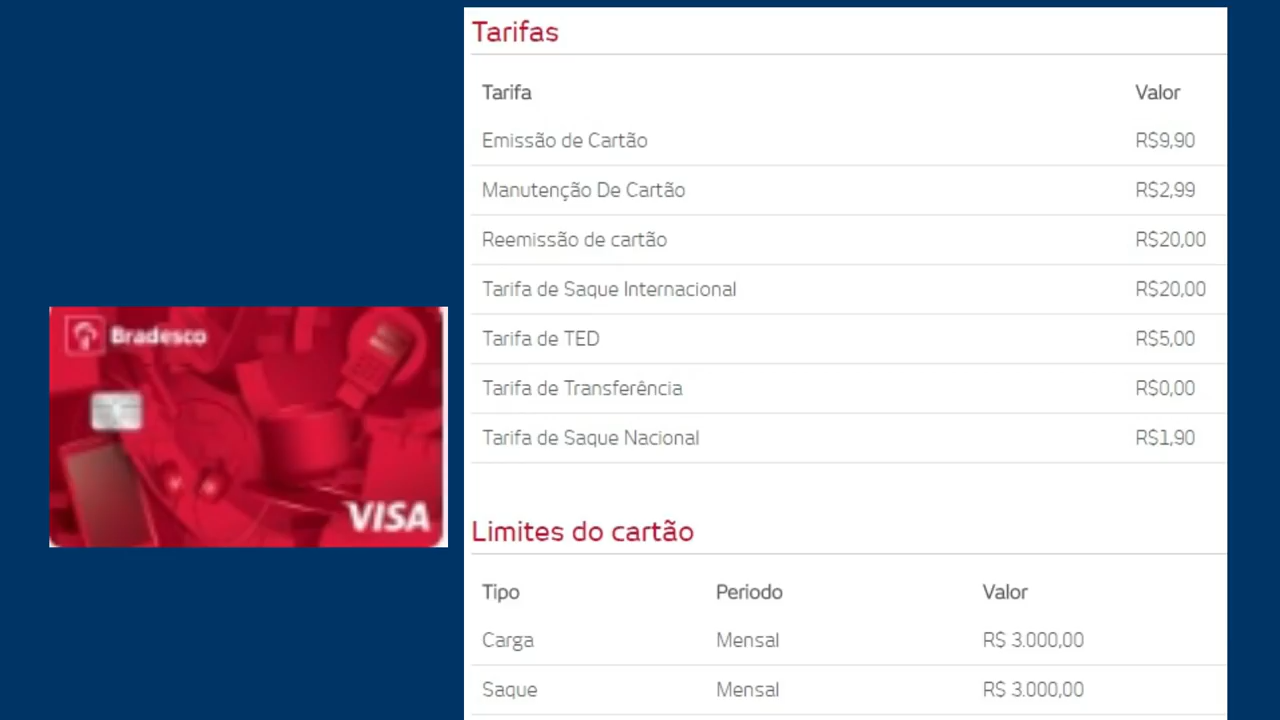 Bradesco
VISA
Tarifas
Tarifa Valor
Emissão de Cartão R$9,90
Manutenção De Cartão R$2,99
Reemissão de cartão R$20,00
Tarifa de Saque Internacional R$20,00
Tarifa de TED R$5,00
Tarifa de Transferência R$0,00
Tarifa de Saque Nacional R$1,90
Limites do cartão
Tipo Periodo Valor
Carga Mensal R$ 3.000,00
Saque Mensal R$ 3.000,00